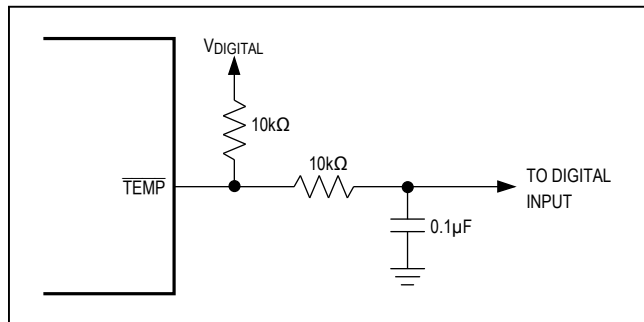 VDIGITAL
10kΩ
10kΩ
TEMP
TO DIGITAL
INPUT
0.1µF